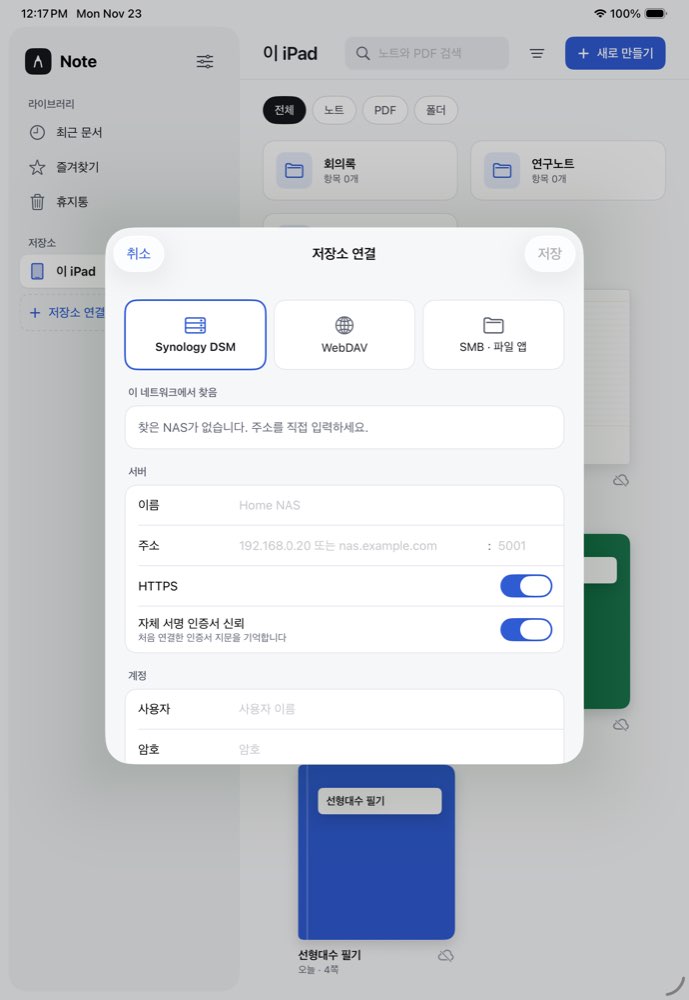 12:17 PM Mon Nov 23
100%
Note
라이브러리
최근 문서
즐겨찾기
휴지통
저장소
이 iPad
+ 저장소 연결
이 iPad
노트와 PDF 검색
+ 새로 만들기
전체
노트
PDF
폴더
회의록
항목 0개
연구노트
항목 0개
취소
저장소 연결
저장
Synology DSM
WebDAV
SMB · 파일 앱
이 네트워크에서 찾음
찾은 NAS가 없습니다. 주소를 직접 입력하세요.
서버
이름 Home NAS
주소 192.168.0.20 또는 nas.example.com : 5001
HTTPS
자체 서명 인증서 신뢰
처음 연결한 인증서 지문을 기억합니다
계정
사용자 사용자 이름
암호 암호
선형대수 필기
선형대수 필기
오늘 · 4쪽